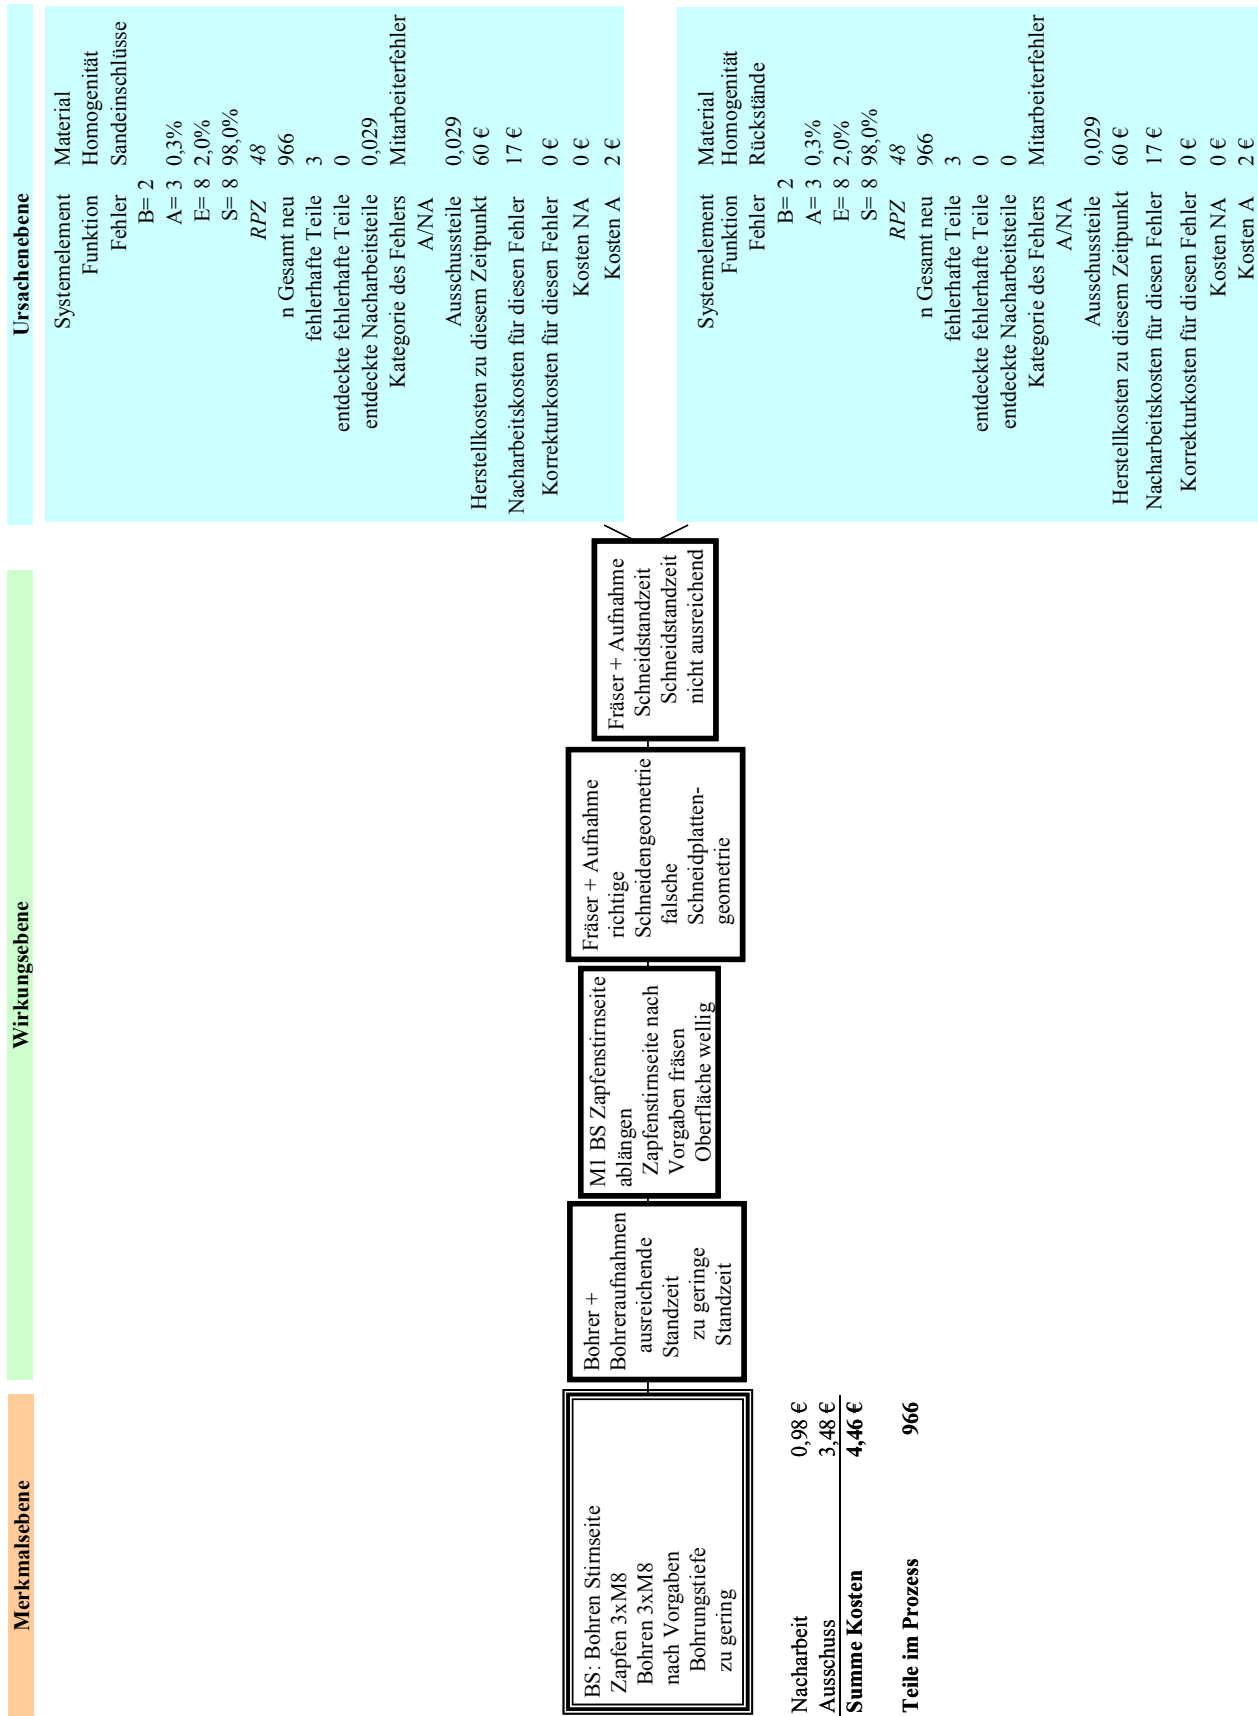 Merkmalsebene
Wirkungsebene
Ursachenebene
BS: Bohren Stirnseite
Zapfen 3xM8
Bohren 3xM8
nach Vorgaben
Bohrungstiefe
zu gering
Bohrer +
Bohreraufnahmen
ausreichende
Standzeit
zu geringe
Standzeit
M1 BS Zapfenstirnseite
ablängen
Zapfenstirnseite nach
Vorgaben fräsen
Oberfläche wellig
Fräser + Aufnahme
richtige
Schneidengeometrie
falsche
Schneidplatten-
geometrie
Fräser + Aufnahme
Schneidstandzeit
Schneidstandzeit
nicht ausreichend
Systemelement Material
Funktion Homogenität
Fehler Sandeinschlüsse
B= 2
A= 3 0,3%
E= 8 2,0%
S= 8 98,0%
RPZ 48
n Gesamt neu 966
fehlerhafte Teile 3
entdeckte fehlerhafte Teile 0
entdeckte Nacharbeitsteile 0,029
Kategorie des Fehlers Mitarbeiterfehler
A/NA
Ausschussteile 0,029
Herstellkosten zu diesem Zeitpunkt 60 €
Nacharbeitskosten für diesen Fehler 17 €
Korrekturkosten für diesen Fehler 0 €
Kosten NA 0 €
Kosten A 2 €
Systemelement Material
Funktion Homogenität
Fehler Rückstände
B= 2
A= 3 0,3%
E= 8 2,0%
S= 8 98,0%
RPZ 48
n Gesamt neu 966
fehlerhafte Teile 3
entdeckte fehlerhafte Teile 0
entdeckte Nacharbeitsteile 0
Kategorie des Fehlers Mitarbeiterfehler
A/NA
Ausschussteile 0,029
Herstellkosten zu diesem Zeitpunkt 60 €
Nacharbeitskosten für diesen Fehler 17 €
Korrekturkosten für diesen Fehler 0 €
Kosten NA 0 €
Kosten A 2 €
Nacharbeit 0,98 €
Ausschuss 3,48 €
Summe Kosten 4,46 €
Teile im Prozess 966